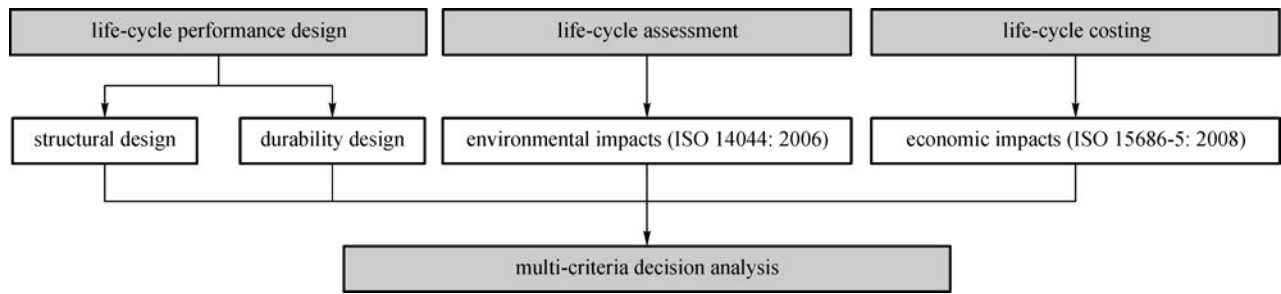 life-cycle performance design
life-cycle assessment
life-cycle costing
structural design
durability design
environmental impacts (ISO 14044: 2006)
economic impacts (ISO 15686-5: 2008)
multi-criteria decision analysis